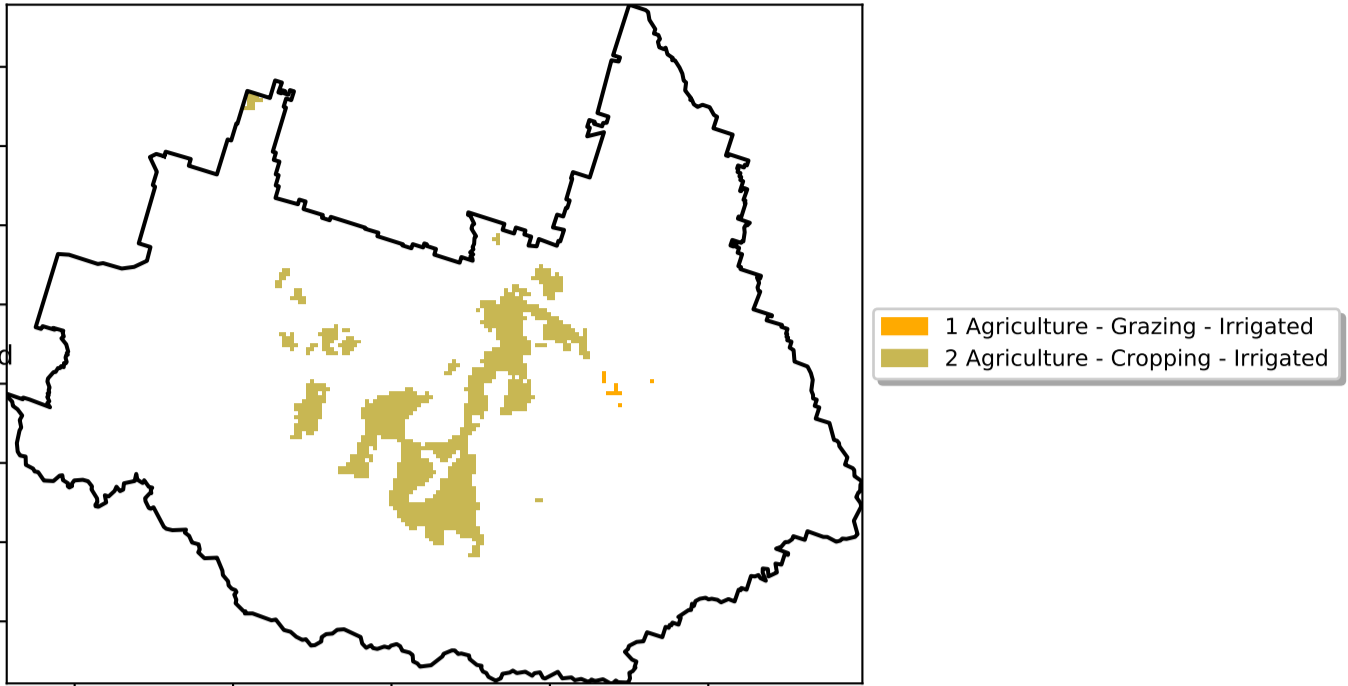 d
1 Agriculture - Grazing - Irrigated
2 Agriculture - Cropping - Irrigated